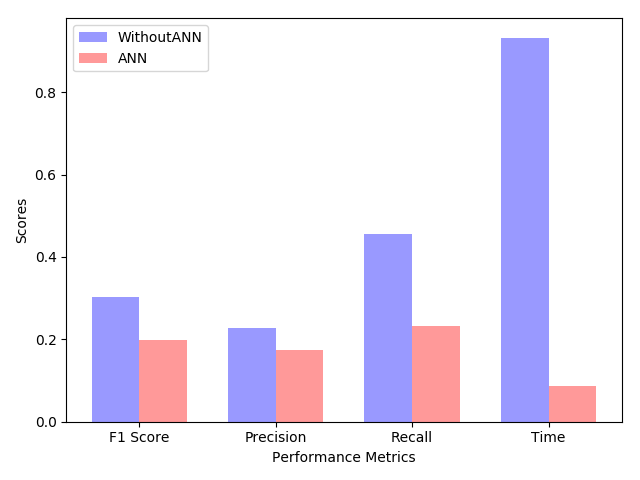 WithoutANN
ANN
Scores
0.8
0.6
0.4
0.2
0.0
F1 Score
Precision
Recall
Time
Performance Metrics